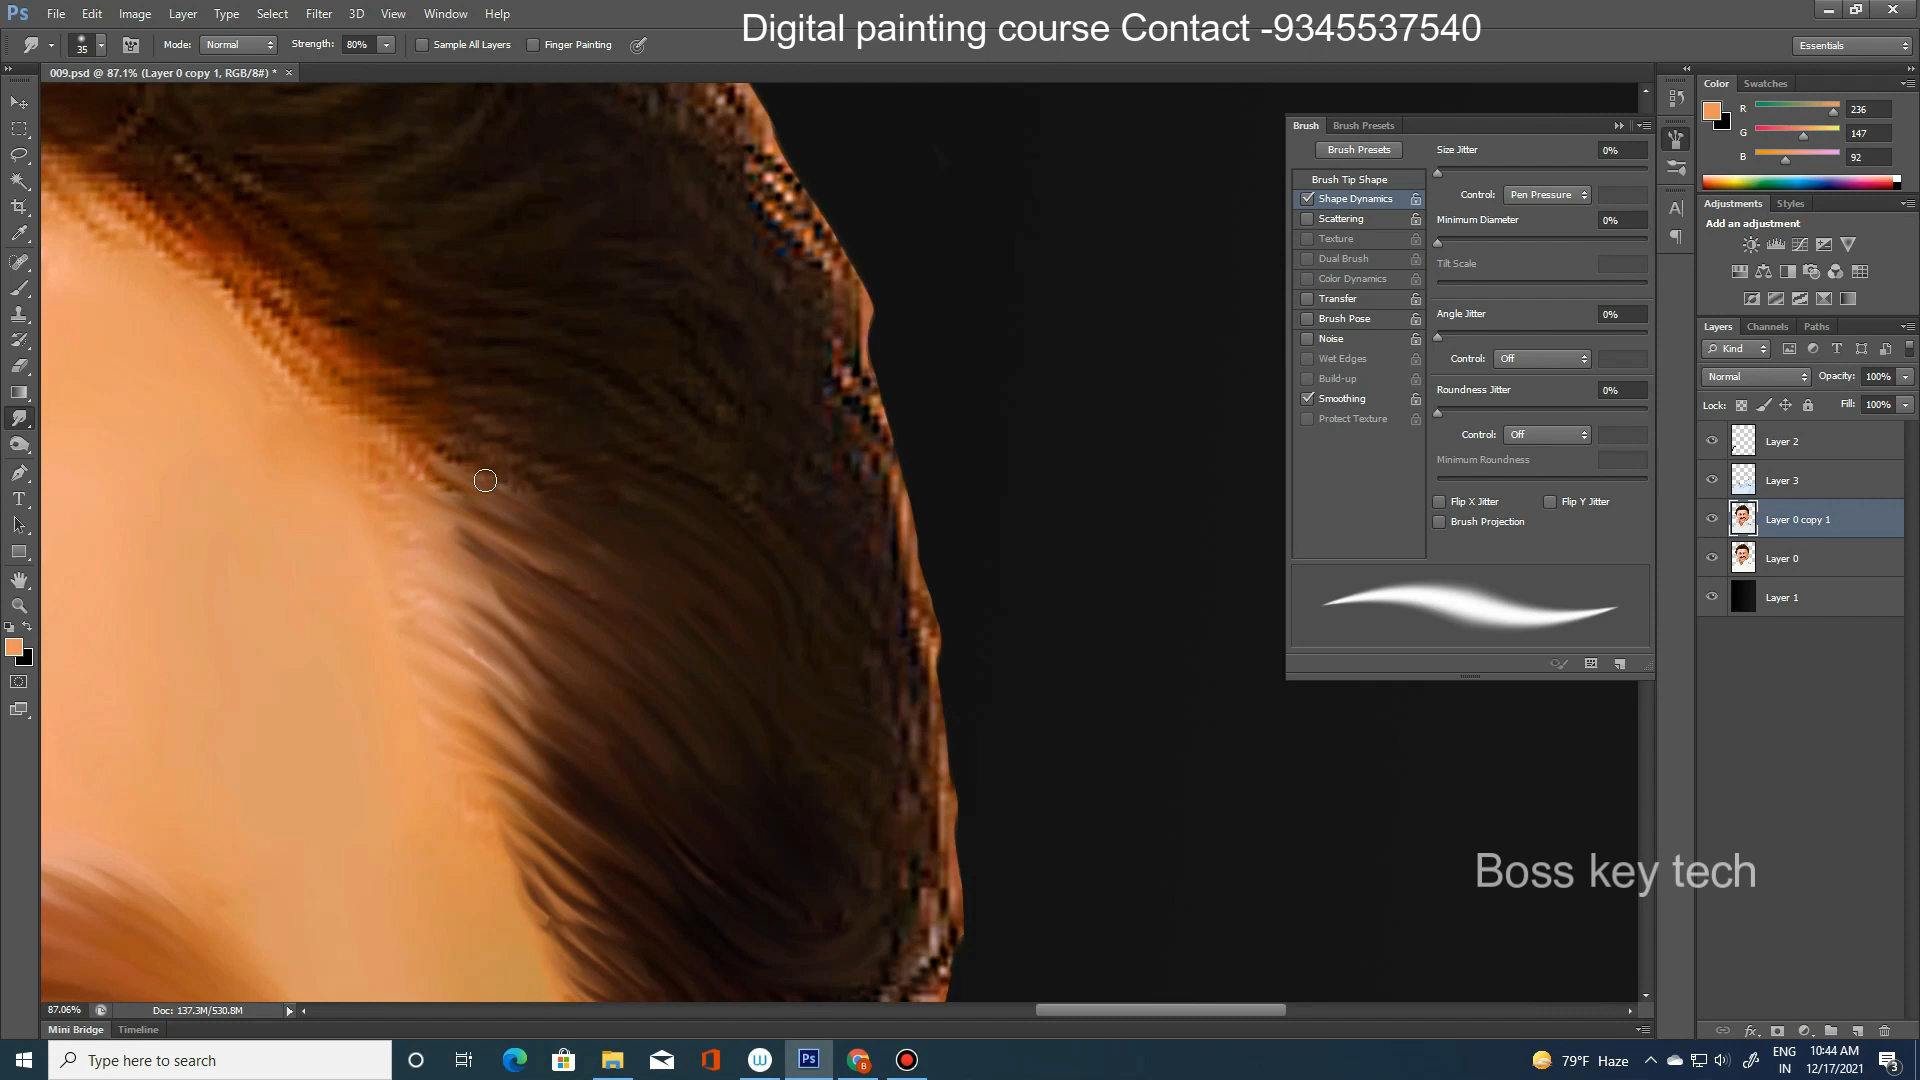 Ps File Edit Image Layer Type Select Filter 3D View Window Help
Digital painting course Contact -9345537540
35 Mode: Normal Strength: 80% Sample All Layers Finger Painting Essentials
009.psd @ 87.1% (Layer 0 copy 1, RGB/8#) * ×
Color Swatches
R 236
G 147
B 92
Adjustments Styles
Add an adjustment
Layers Channels Paths
Kind
Normal Opacity: 100%
Lock: Fill: 100%
Layer 2
Layer 3
Layer 0 copy 1
Layer 0
Layer 1
Brush Brush Presets
Brush Presets
Brush Tip Shape
Shape Dynamics
Scattering
Texture
Dual Brush
Color Dynamics
Transfer
Brush Pose
Noise
Wet Edges
Build-up
Smoothing
Protect Texture
Size Jitter 0%
Control: Pen Pressure
Minimum Diameter 0%
Tilt Scale
Angle Jitter 0%
Control: Off
Roundness Jitter 0%
Control: Off
Minimum Roundness
Flip X Jitter Flip Y Jitter
Brush Projection
Boss key tech
87.06% Doc: 137.3M/530.8M
Mini Bridge Timeline
Type here to search
79°F Haze
ENG
IN
10:44 AM
12/17/2021
3